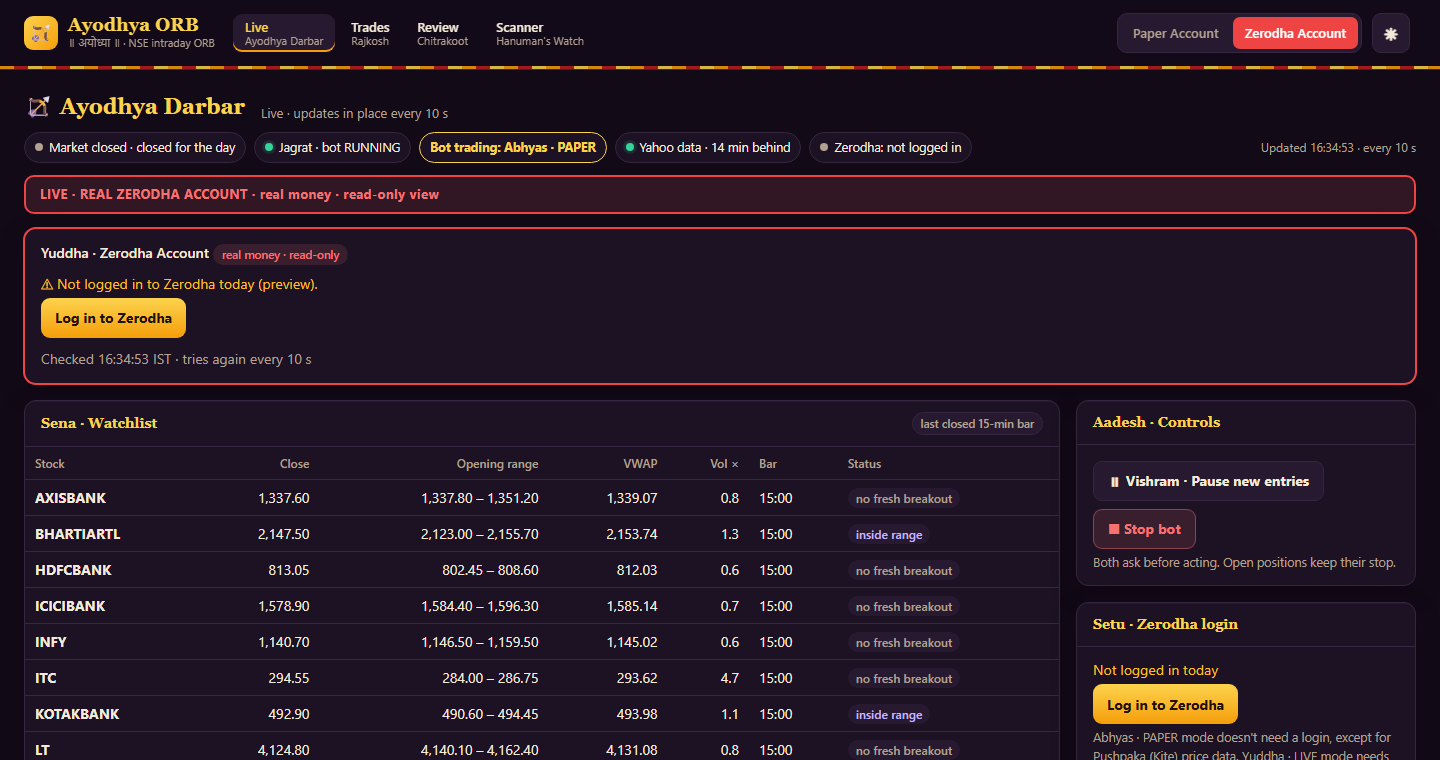 Ayodhya ORB
॥ अयोध्या ॥ · NSE intraday ORB
Live
Ayodhya Darbar
Trades
Rajkosh
Review
Chitrakoot
Scanner
Hanuman's Watch
Paper Account
Zerodha Account
Ayodhya Darbar
Live · updates in place every 10 s
Market closed · closed for the day
Jagrat · bot RUNNING
Bot trading: Abhyas · PAPER
Yahoo data · 14 min behind
Zerodha: not logged in
Updated 16:34:53 · every 10 s
LIVE · REAL ZERODHA ACCOUNT · real money · read-only view
Yuddha · Zerodha Account real money · read-only
⚠ Not logged in to Zerodha today (preview).
Log in to Zerodha
Checked 16:34:53 IST · tries again every 10 s
Sena · Watchlist
last closed 15-min bar
Stock Close Opening range VWAP Vol × Bar Status
AXISBANK 1,337.60 1,337.80 – 1,351.20 1,339.07 0.8 15:00 no fresh breakout
BHARTIARTL 2,147.50 2,123.00 – 2,155.70 2,153.74 1.3 15:00 inside range
HDFCBANK 813.05 802.45 – 808.60 812.03 0.6 15:00 no fresh breakout
ICICIBANK 1,578.90 1,584.40 – 1,596.30 1,585.14 0.7 15:00 no fresh breakout
INFY 1,140.70 1,146.50 – 1,159.50 1,145.02 0.6 15:00 no fresh breakout
ITC 294.55 284.00 – 286.75 293.62 4.7 15:00 no fresh breakout
KOTAKBANK 492.90 490.60 – 494.45 493.98 1.1 15:00 inside range
LT 4,124.80 4,140.10 – 4,162.40 4,131.08 0.8 15:00 no fresh breakout
Aadesh · Controls
⏸ Vishram · Pause new entries
■ Stop bot
Both ask before acting. Open positions keep their stop.
Setu · Zerodha login
Not logged in today
Log in to Zerodha
Abhyas · PAPER mode doesn't need a login, except for
Pushpaka (Kite) price data. Yuddha · LIVE mode needs